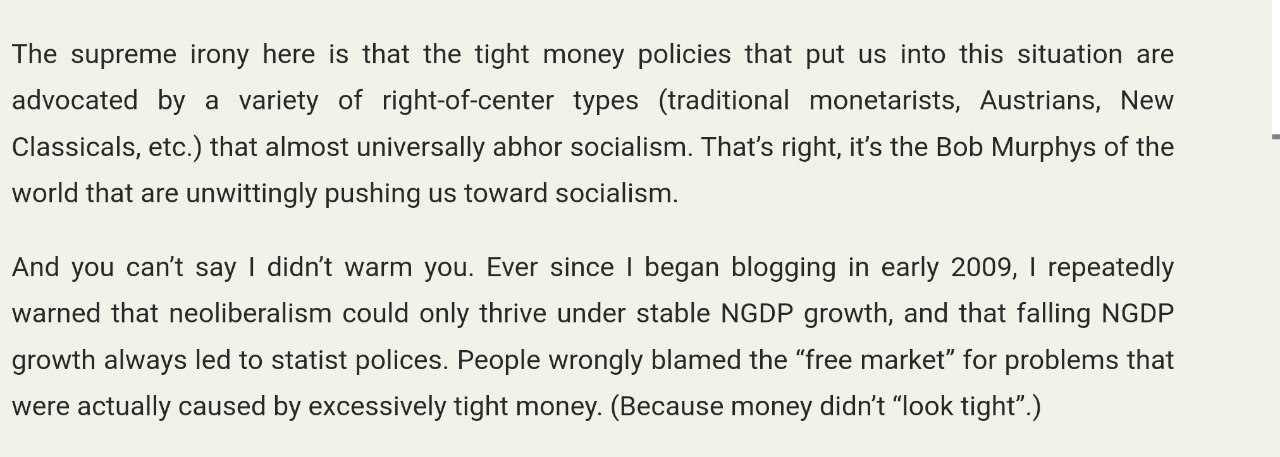 The supreme irony here is that the tight money policies that put us into this situation are
advocated by a variety of right-of-center types (traditional monetarists, Austrians, New
Classicals, etc.) that almost universally abhor socialism. That’s right, it’s the Bob Murphys of the
world that are unwittingly pushing us toward socialism.
And you can’t say I didn’t warm you. Ever since I began blogging in early 2009, I repeatedly
warned that neoliberalism could only thrive under stable NGDP growth, and that falling NGDP
growth always led to statist polices. People wrongly blamed the “free market” for problems that
were actually caused by excessively tight money. (Because money didn’t “look tight”.)